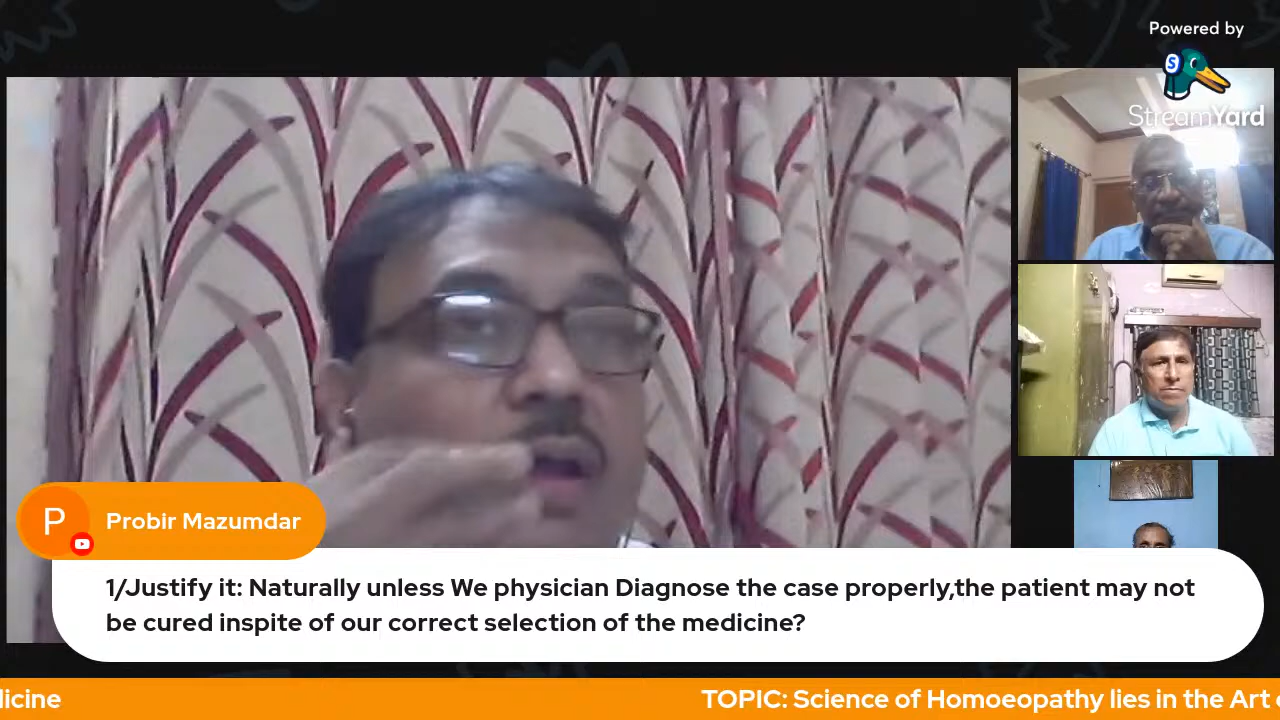 Powered by
S
StreamYard
P
Probir Mazumdar
1/Justify it: Naturally unless We physician Diagnose the case properly,the patient may not
be cured inspite of our correct selection of the medicine?
licine
TOPIC: Science of Homoeopathy lies in the Art